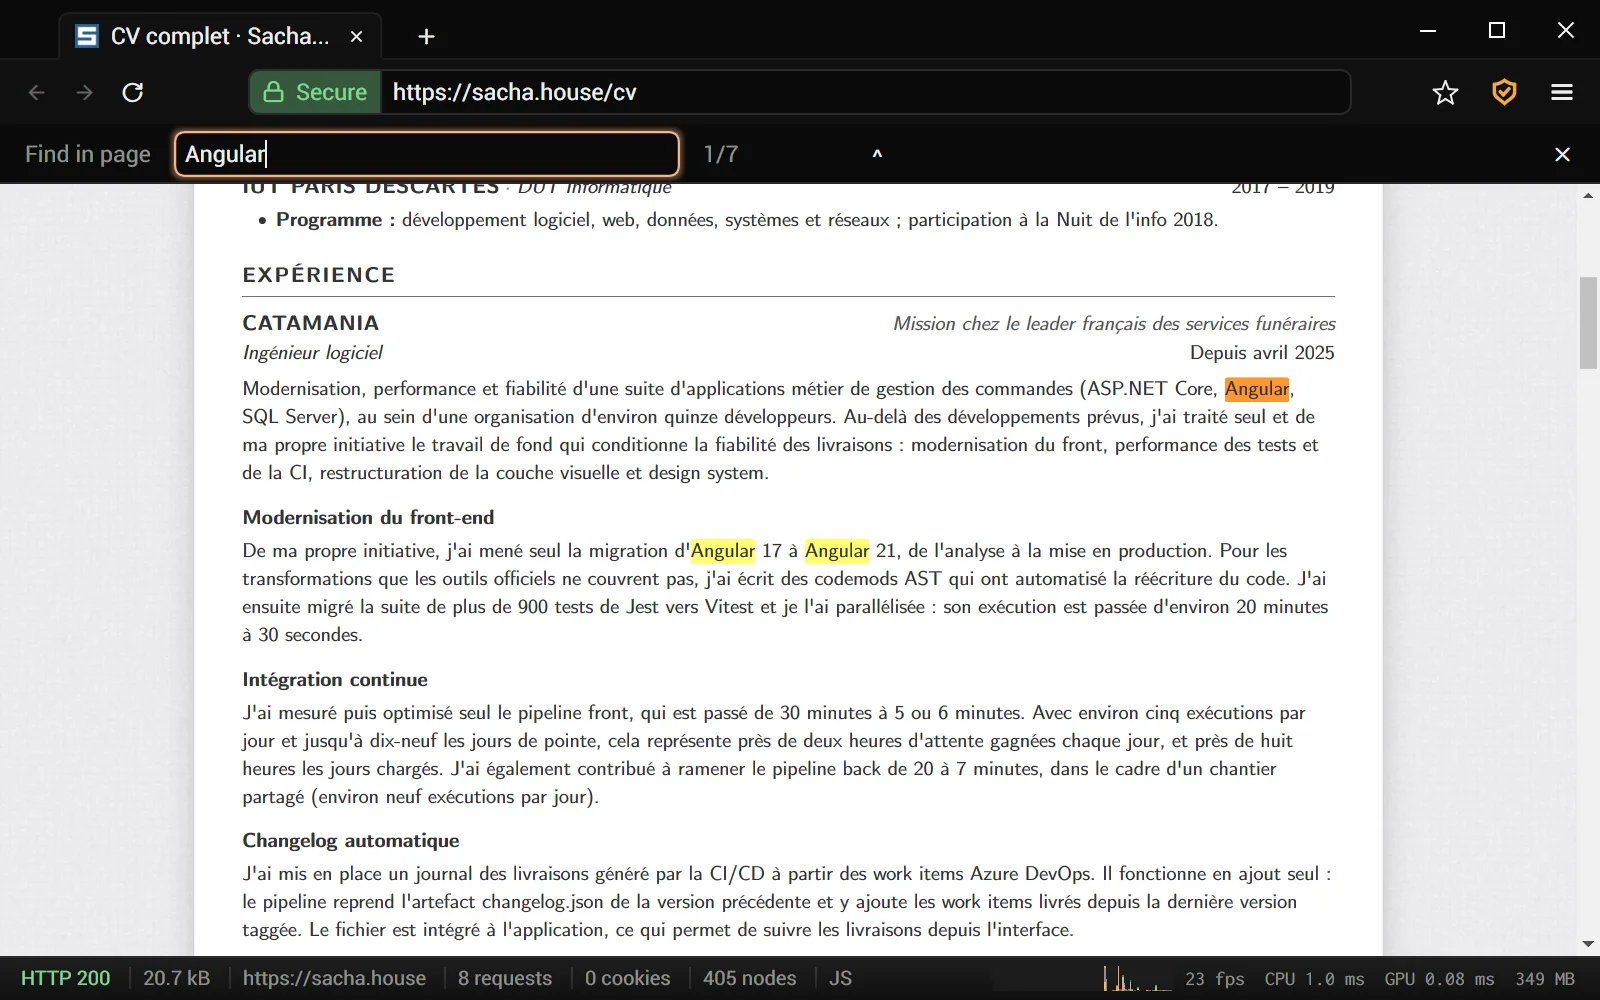 CV complet · Sacha...
Secure
https://sacha.house/cv
Find in page
Angular
1/7
IUT PARIS DESCARTES · DUT Informatique 2017 – 2019
• Programme : développement logiciel, web, données, systèmes et réseaux ; participation à la Nuit de l'info 2018.
EXPÉRIENCE
CATAMANIA Mission chez le leader français des services funéraires
Ingénieur logiciel Depuis avril 2025
Modernisation, performance et fiabilité d'une suite d'applications métier de gestion des commandes (ASP.NET Core, Angular,
SQL Server), au sein d'une organisation d'environ quinze développeurs. Au-delà des développements prévus, j'ai traité seul et de
ma propre initiative le travail de fond qui conditionne la fiabilité des livraisons : modernisation du front, performance des tests et
de la CI, restructuration de la couche visuelle et design system.
Modernisation du front-end
De ma propre initiative, j'ai mené seul la migration d'Angular 17 à Angular 21, de l'analyse à la mise en production. Pour les
transformations que les outils officiels ne couvrent pas, j'ai écrit des codemods AST qui ont automatisé la réécriture du code. J'ai
ensuite migré la suite de plus de 900 tests de Jest vers Vitest et je l'ai parallélisée : son exécution est passée d'environ 20 minutes
à 30 secondes.
Intégration continue
J'ai mesuré puis optimisé seul le pipeline front, qui est passé de 30 minutes à 5 ou 6 minutes. Avec environ cinq exécutions par
jour et jusqu'à dix-neuf les jours de pointe, cela représente près de deux heures d'attente gagnées chaque jour, et près de huit
heures les jours chargés. J'ai également contribué à ramener le pipeline back de 20 à 7 minutes, dans le cadre d'un chantier
partagé (environ neuf exécutions par jour).
Changelog automatique
J'ai mis en place un journal des livraisons généré par la CI/CD à partir des work items Azure DevOps. Il fonctionne en ajout seul :
le pipeline reprend l'artefact changelog.json de la version précédente et y ajoute les work items livrés depuis la dernière version
taggée. Le fichier est intégré à l'application, ce qui permet de suivre les livraisons depuis l'interface.
HTTP 200 20.7 kB https://sacha.house 8 requests 0 cookies 405 nodes JS 23 fps CPU 1.0 ms GPU 0.08 ms 349 MB